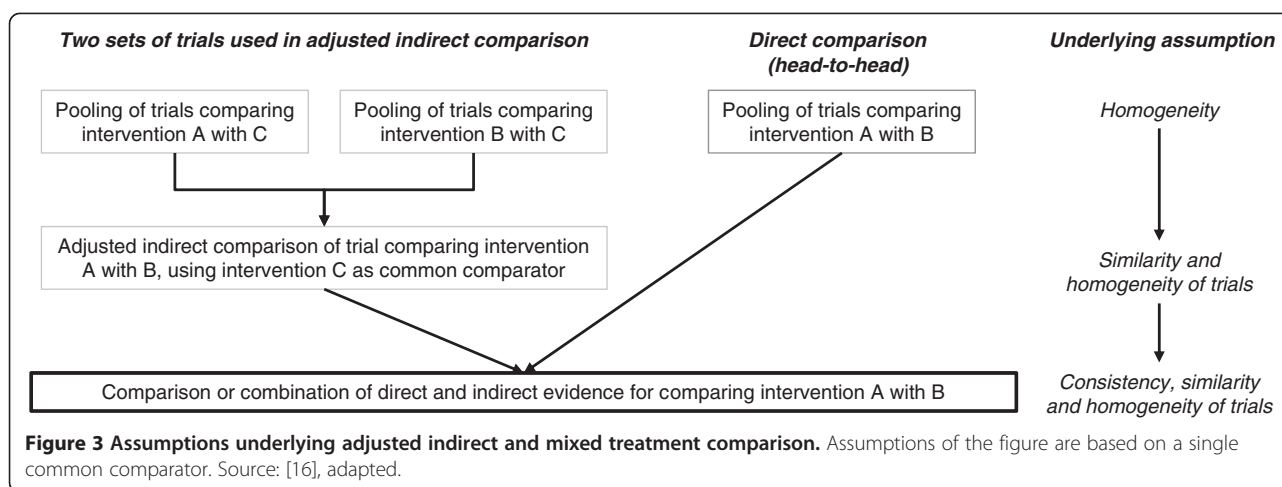 Two sets of trials used in adjusted indirect comparison
Direct comparison
(head-to-head)
Underlying assumption
Pooling of trials comparing
intervention A with C
Pooling of trials comparing
intervention B with C
Pooling of trials comparing
intervention A with B
Homogeneity
Adjusted indirect comparison of trial comparing intervention
A with B, using intervention C as common comparator
Similarity and
homogeneity of trials
Comparison or combination of direct and indirect evidence for comparing intervention A with B
Consistency, similarity
and homogeneity of trials
Figure 3 Assumptions underlying adjusted indirect and mixed treatment comparison. Assumptions of the figure are based on a single
common comparator. Source: [16], adapted.